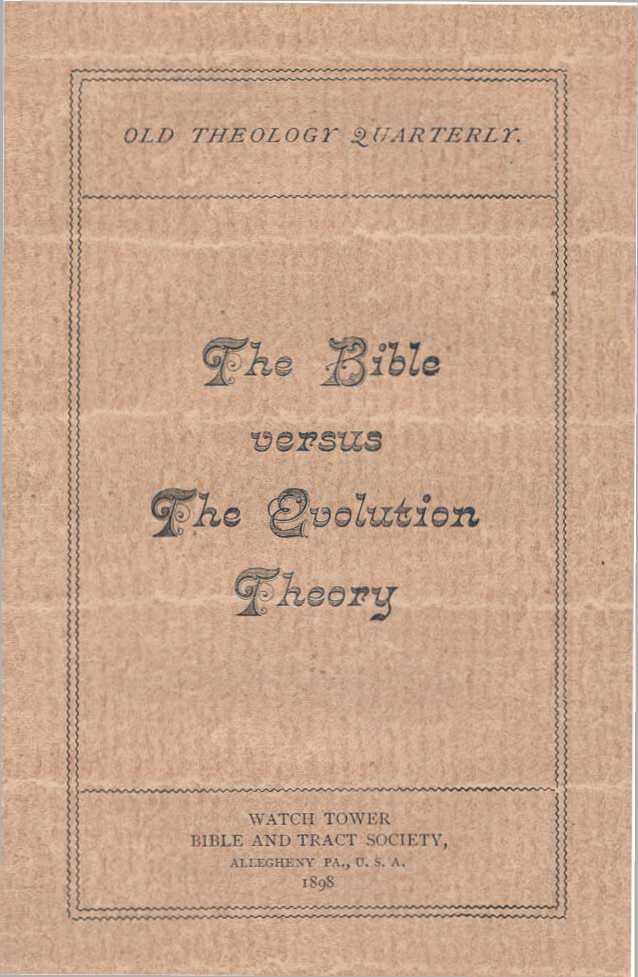 OLD THEOLOGY QUARTERLY.
The Bible
versus
The Evolution
Theory
WATCH TOWER
BIBLE AND TRACT SOCIETY,
ALLEGHENY PA., U. S. A.
1898